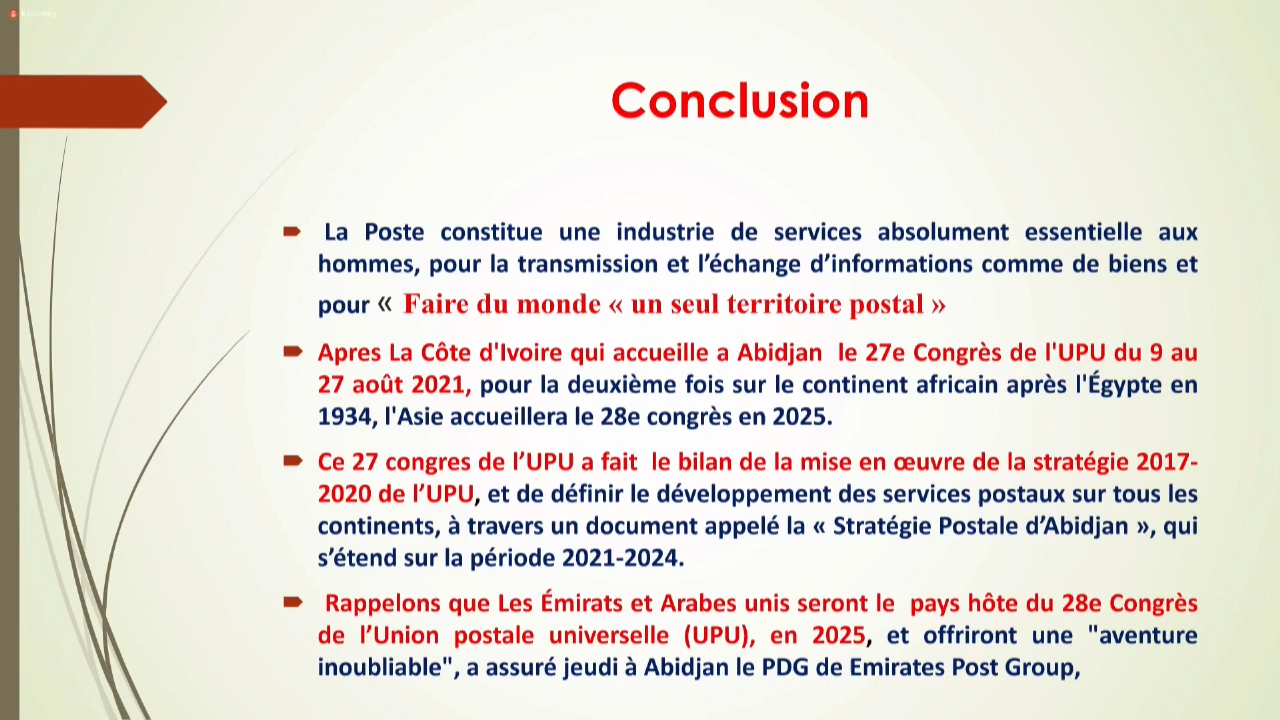 Recording
Conclusion
La Poste constitue une industrie de services absolument essentielle aux
hommes, pour la transmission et l’échange d’informations comme de biens et
pour « Faire du monde « un seul territoire postal »
Apres La Côte d'Ivoire qui accueille a Abidjan le 27e Congrès de l'UPU du 9 au
27 août 2021, pour la deuxième fois sur le continent africain après l'Égypte en
1934, l'Asie accueillera le 28e congrès en 2025.
Ce 27 congres de l’UPU a fait le bilan de la mise en œuvre de la stratégie 2017-
2020 de l’UPU, et de définir le développement des services postaux sur tous les
continents, à travers un document appelé la « Stratégie Postale d’Abidjan », qui
s’étend sur la période 2021-2024.
Rappelons que Les Émirats et Arabes unis seront le pays hôte du 28e Congrès
de l’Union postale universelle (UPU), en 2025, et offriront une "aventure
inoubliable", a assuré jeudi à Abidjan le PDG de Emirates Post Group,